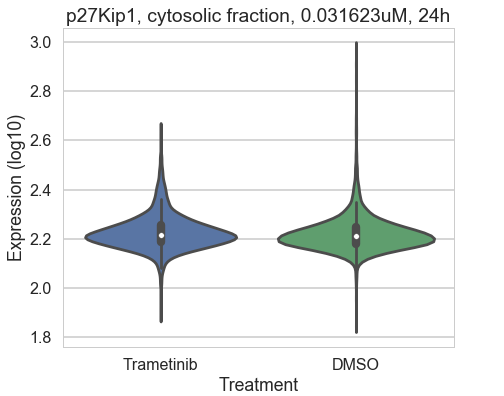 p27Kip1, cytosolic fraction, 0.031623uM, 24h
3.0
2.8
2.6
2.4
2.2
2.0
1.8
Expression (log10)
Trametinib DMSO
Treatment